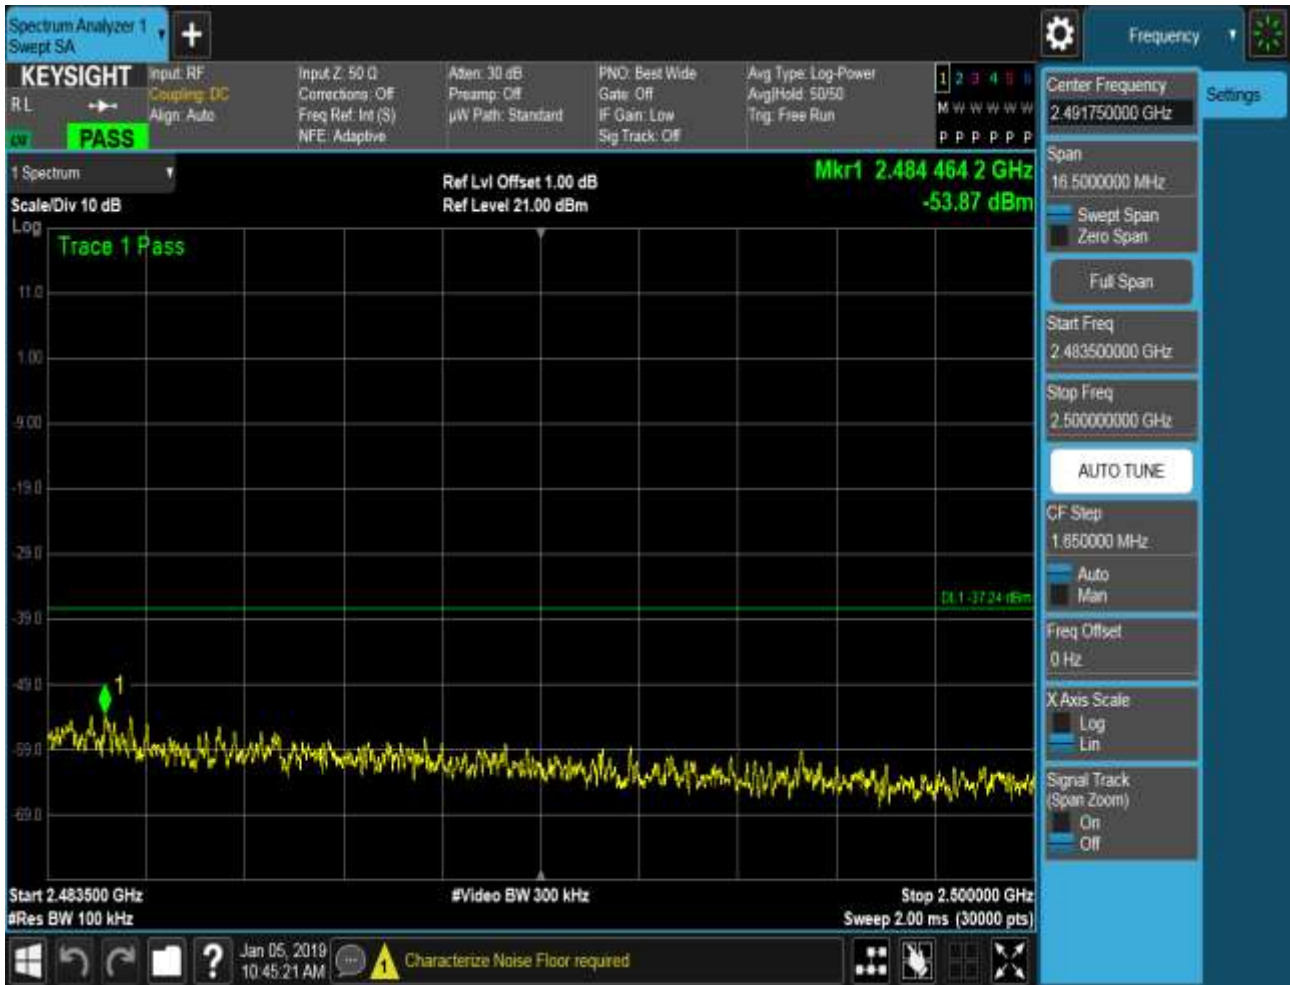 Spectrum Analyzer 1
Swept SA
+
Frequency
KEYSIGHT
RL
PASS
Input: RF
Coupling: DC
Align: Auto
Input Z: 50 Ω
Corrections: Off
Freq Ref: Int (S)
NFE: Adaptive
Atten: 30 dB
Preamp: Off
µW Path: Standard
PNO: Best Wide
Gate: Off
IF Gain: Low
Sig Track: Off
Avg Type: Log-Power
Avg|Hold: 50/50
Trig: Free Run
1 2 3 4 5 6
M W W W W W
P P P P P P
1 Spectrum
Scale/Div 10 dB
Ref Lvl Offset 1.00 dB
Ref Level 21.00 dBm
Mkr1 2.484 464 2 GHz
-53.87 dBm
Log
Trace 1 Pass
11.0
1.00
-9.00
-19.0
-29.0
DL1 -37.24 dBm
-39.0
-49.0
1
-59.0
-69.0
Start 2.483500 GHz
#Res BW 100 kHz
#Video BW 300 kHz
Stop 2.500000 GHz
Sweep 2.00 ms (30000 pts)
Center Frequency
2.491750000 GHz
Settings
Span
16.5000000 MHz
Swept Span
Zero Span
Full Span
Start Freq
2.483500000 GHz
Stop Freq
2.500000000 GHz
AUTO TUNE
CF Step
1.650000 MHz
Auto
Man
Freq Offset
0 Hz
X Axis Scale
Log
Lin
Signal Track
(Span Zoom)
On
Off
?
Jan 05, 2019
10:45:21 AM
1
Characterize Noise Floor required